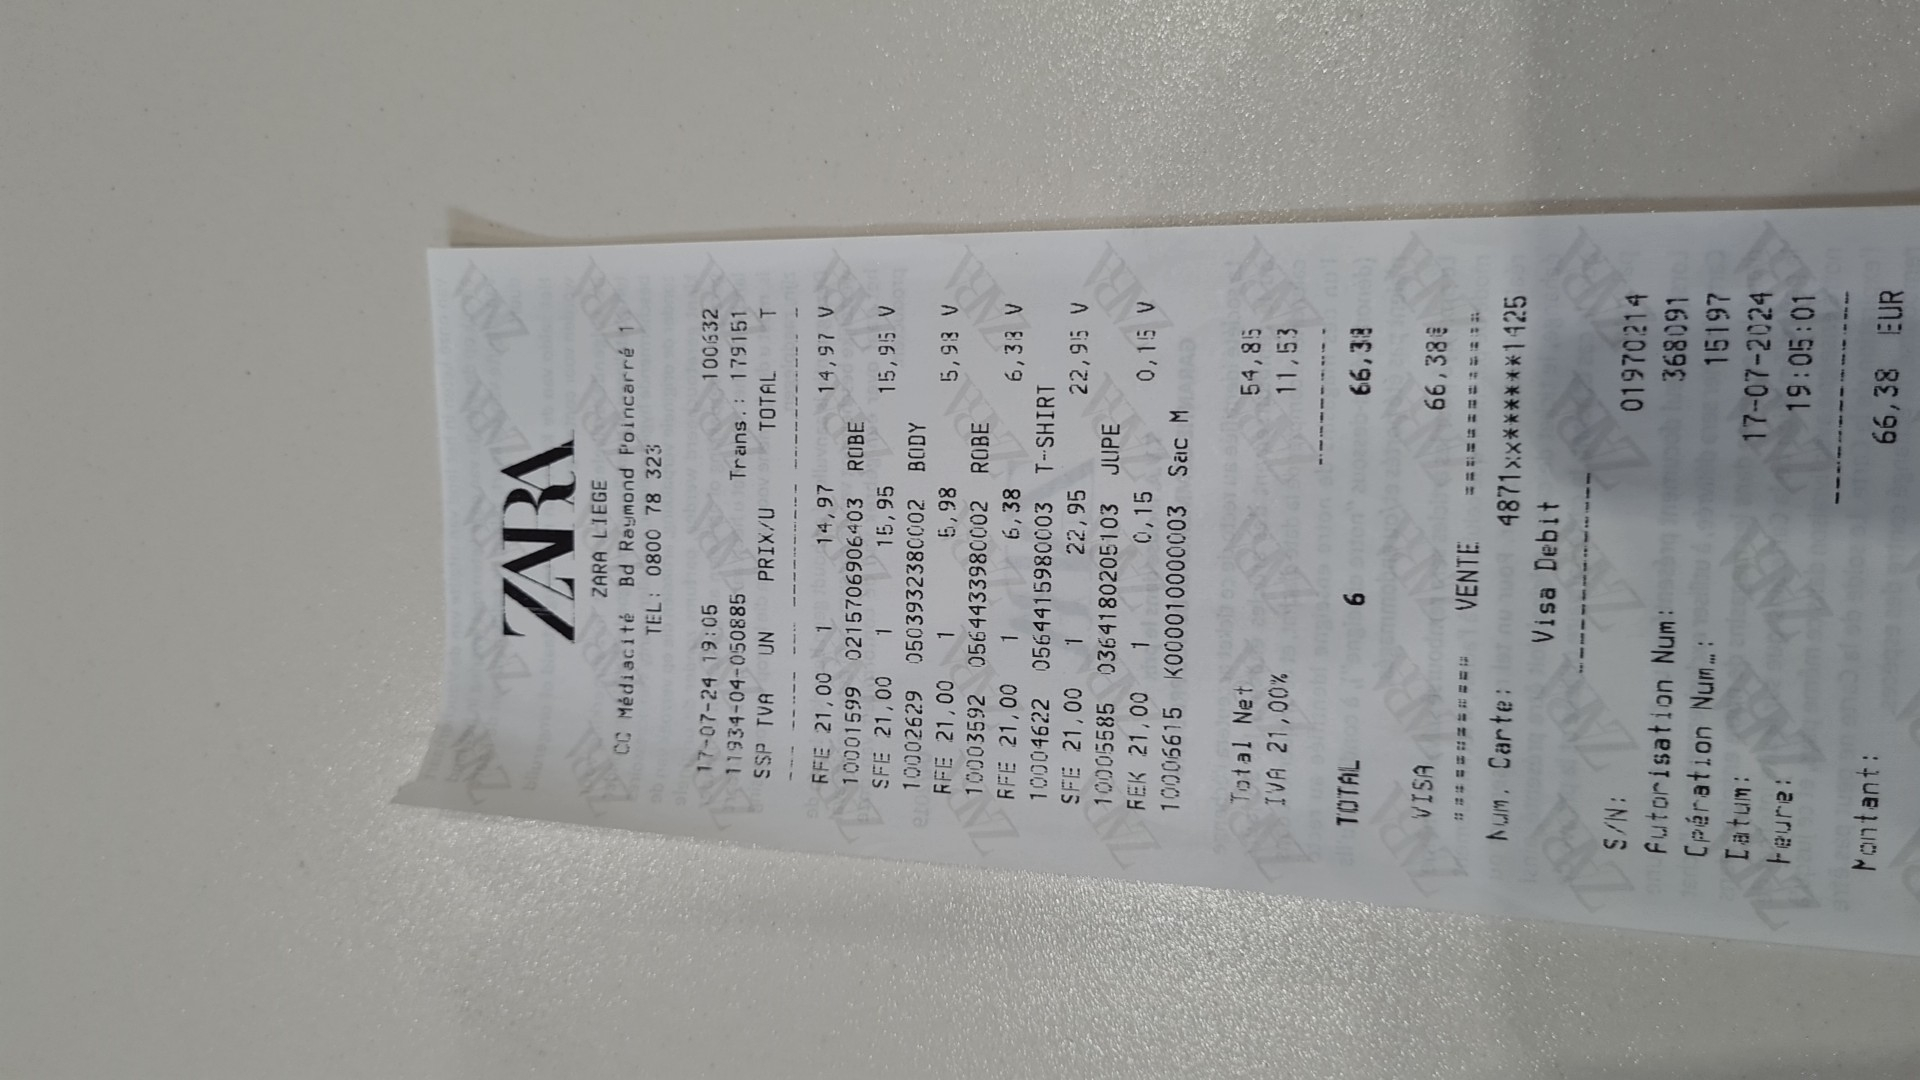 ZARA
ZARA LIEGE
CC Médiacité Bd Raymond Poincarré 1
TEL: 0800 78 323
17-07-24 19:05 100632
11934-04-050885 Trans.: 179151
SSP TVA UN PRIX/U TOTAL T
RFE 21,00 1 14,97 14,97 V
10001599 0215706906403 ROBE
SFE 21,00 1 15,95 15,95 V
10002629 0503932380002 BODY
RFE 21,00 1 5,98 5,98 V
10003592 0564433980002 ROBE
RFE 21,00 1 6,38 6,38 V
10004622 0564415980003 T-SHIRT
SFE 21,00 1 22,95 22,95 V
10005585 0364180205103 JUPE
REK 21,00 1 0,15 0,15 V
10006615 K0000100000003 Sac M
Total Net 54,85
IVA 21,00% 11,53
TOTAL 6 66,38
VISA 66,38
=========== VENTE ===========
Num. Carte: 4871********1425
Visa Debit
S/N: 01970214
Autorisation Num: 368091
Opération Num.: 15197
Datum: 17-07-2024
Heure: 19:05:01
Montant: 66,38 EUR